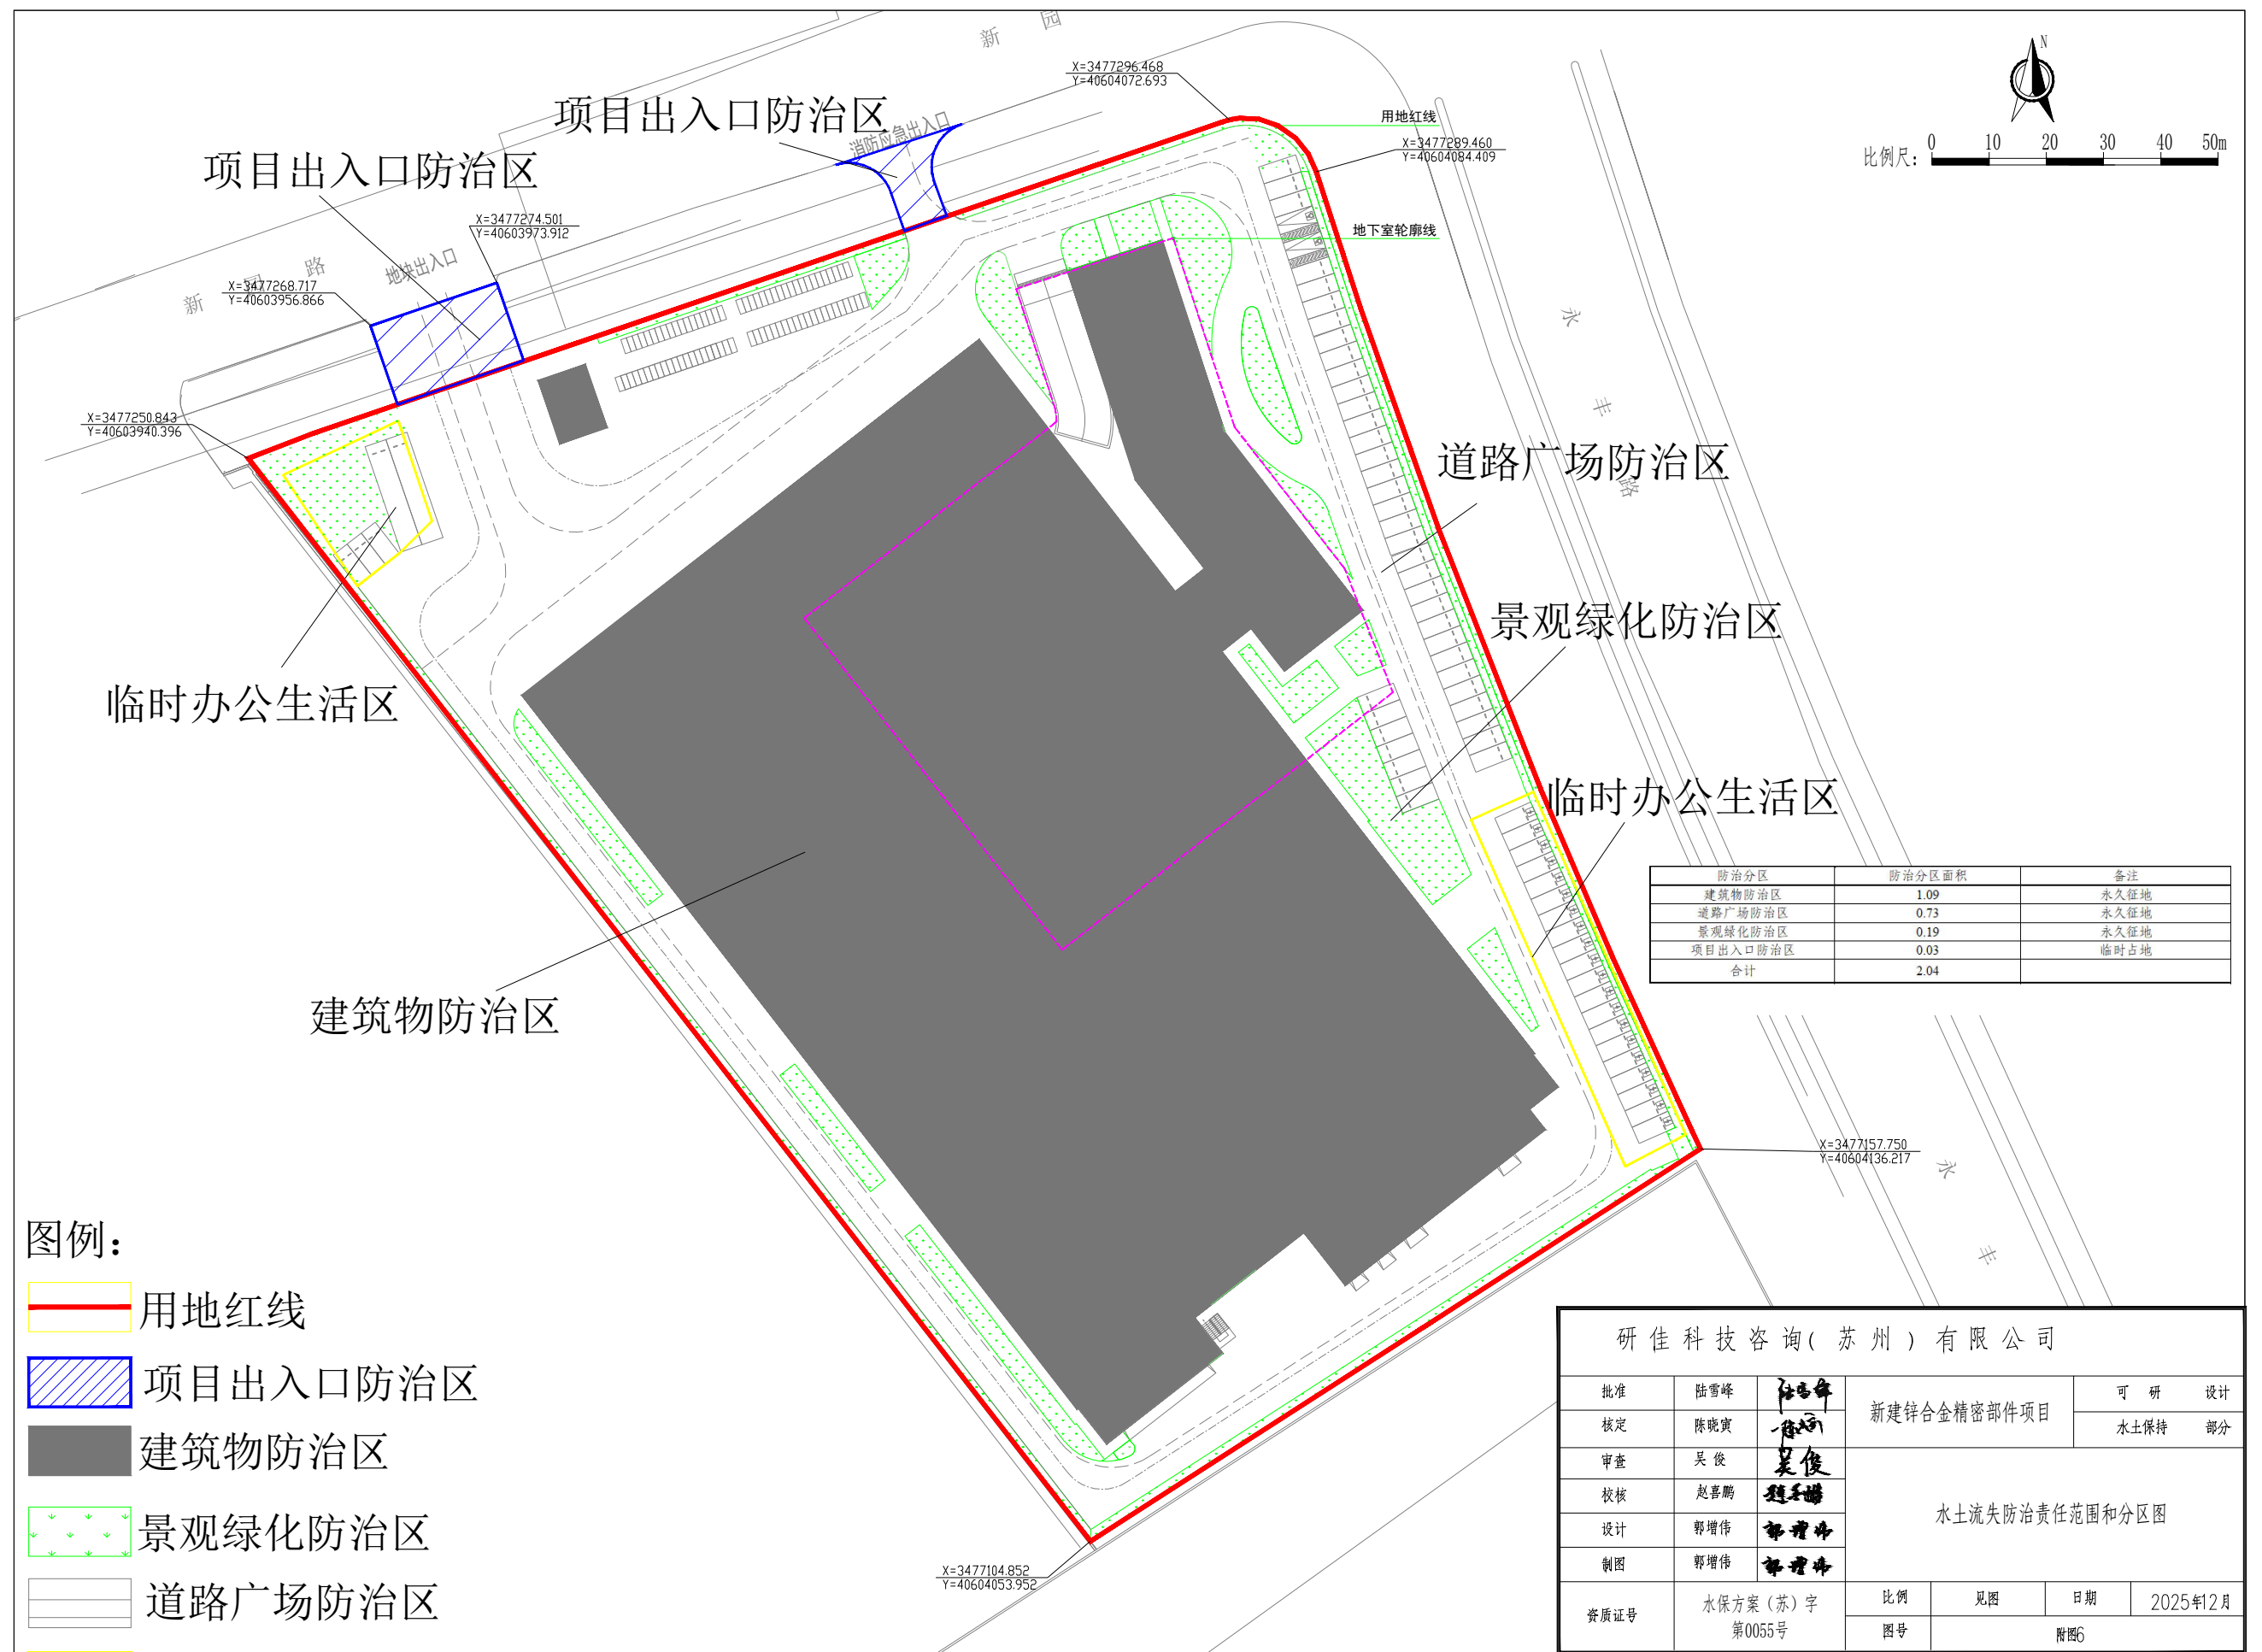 新 园
X=3477296.468
Y=40604072.693
N
项目出入口防治区
消防应急出入口
用地红线
X=3477289.460
Y=40604084.409
0 10 20 30 40 50m
比例尺:
项目出入口防治区
X=3477274.501
Y=40603973.912
地下室轮廓线
地块出入口
新 园 路
X=3477268.717
Y=40603956.866
永 丰 路
X=3477250.843
Y=40603940.396
道路广场防治区
景观绿化防治区
临时办公生活区
临时办公生活区
防治分区 防治分区面积 备注
建筑物防治区 1.09 永久征地
道路广场防治区 0.73 永久征地
景观绿化防治区 0.19 永久征地
项目出入口防治区 0.03 临时占地
合计 2.04
建筑物防治区
X=3477157.750
Y=40604136.217
永 丰
图例:
用地红线
项目出入口防治区
建筑物防治区
景观绿化防治区
道路广场防治区
X=3477104.852
Y=40604053.952
研佳科技咨询(苏州)有限公司
批准 陆雪峰 陆雪峰
核定 陈晓寅
审查 吴俊 吴俊
校核 赵喜鹏 赵喜鹏
设计 郭增伟 郭增伟
制图 郭增伟 郭增伟
新建锌合金精密部件项目
可 研 设计
水土保持 部分
水土流失防治责任范围和分区图
资质证号 水保方案(苏)字
第0055号
比例 见图 日期 2025年12月
图号 附图6